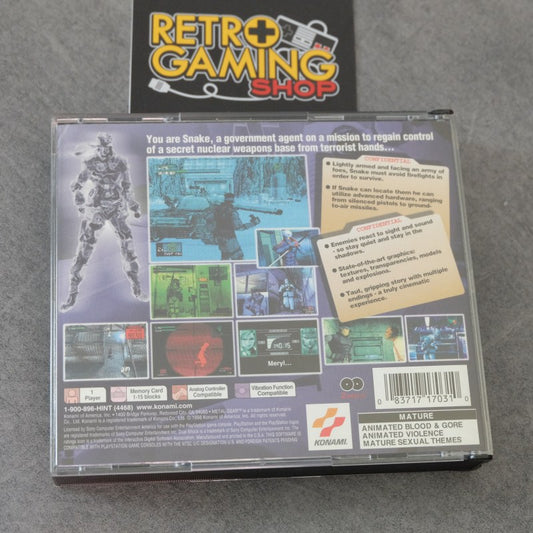 RETRO
GAMING
SHOP
You are Snake, a government agent on a mission to regain control
of a secret nuclear weapons base from terrorist hands...
CONFIDENTIAL
• Lightly armed and facing an army of
foes, Snake must avoid firefights in
order to survive.
• If Snake can locate them he can
utilize advanced hardware, ranging
from silenced pistols to ground-
to-air missiles.
CONFIDENTIAL
• Enemies react to sight and sound
- so stay quiet and stay in the
shadows.
• State-of-the-art graphics:
textures, transparencies, models
and explosions.
• Taut, gripping story with multiple
endings - a truly cinematic
experience.
140.15
Meryl...
1
Player
Memory Card
1-15 blocks
Analog Controller
Compatible
Vibration Function
Compatible
1-900-896-HINT (4468) www.konami.com
KONAMI
0 83717 17031 0
MATURE
ANIMATED BLOOD & GORE
ANIMATED VIOLENCE
MATURE SEXUAL THEMES